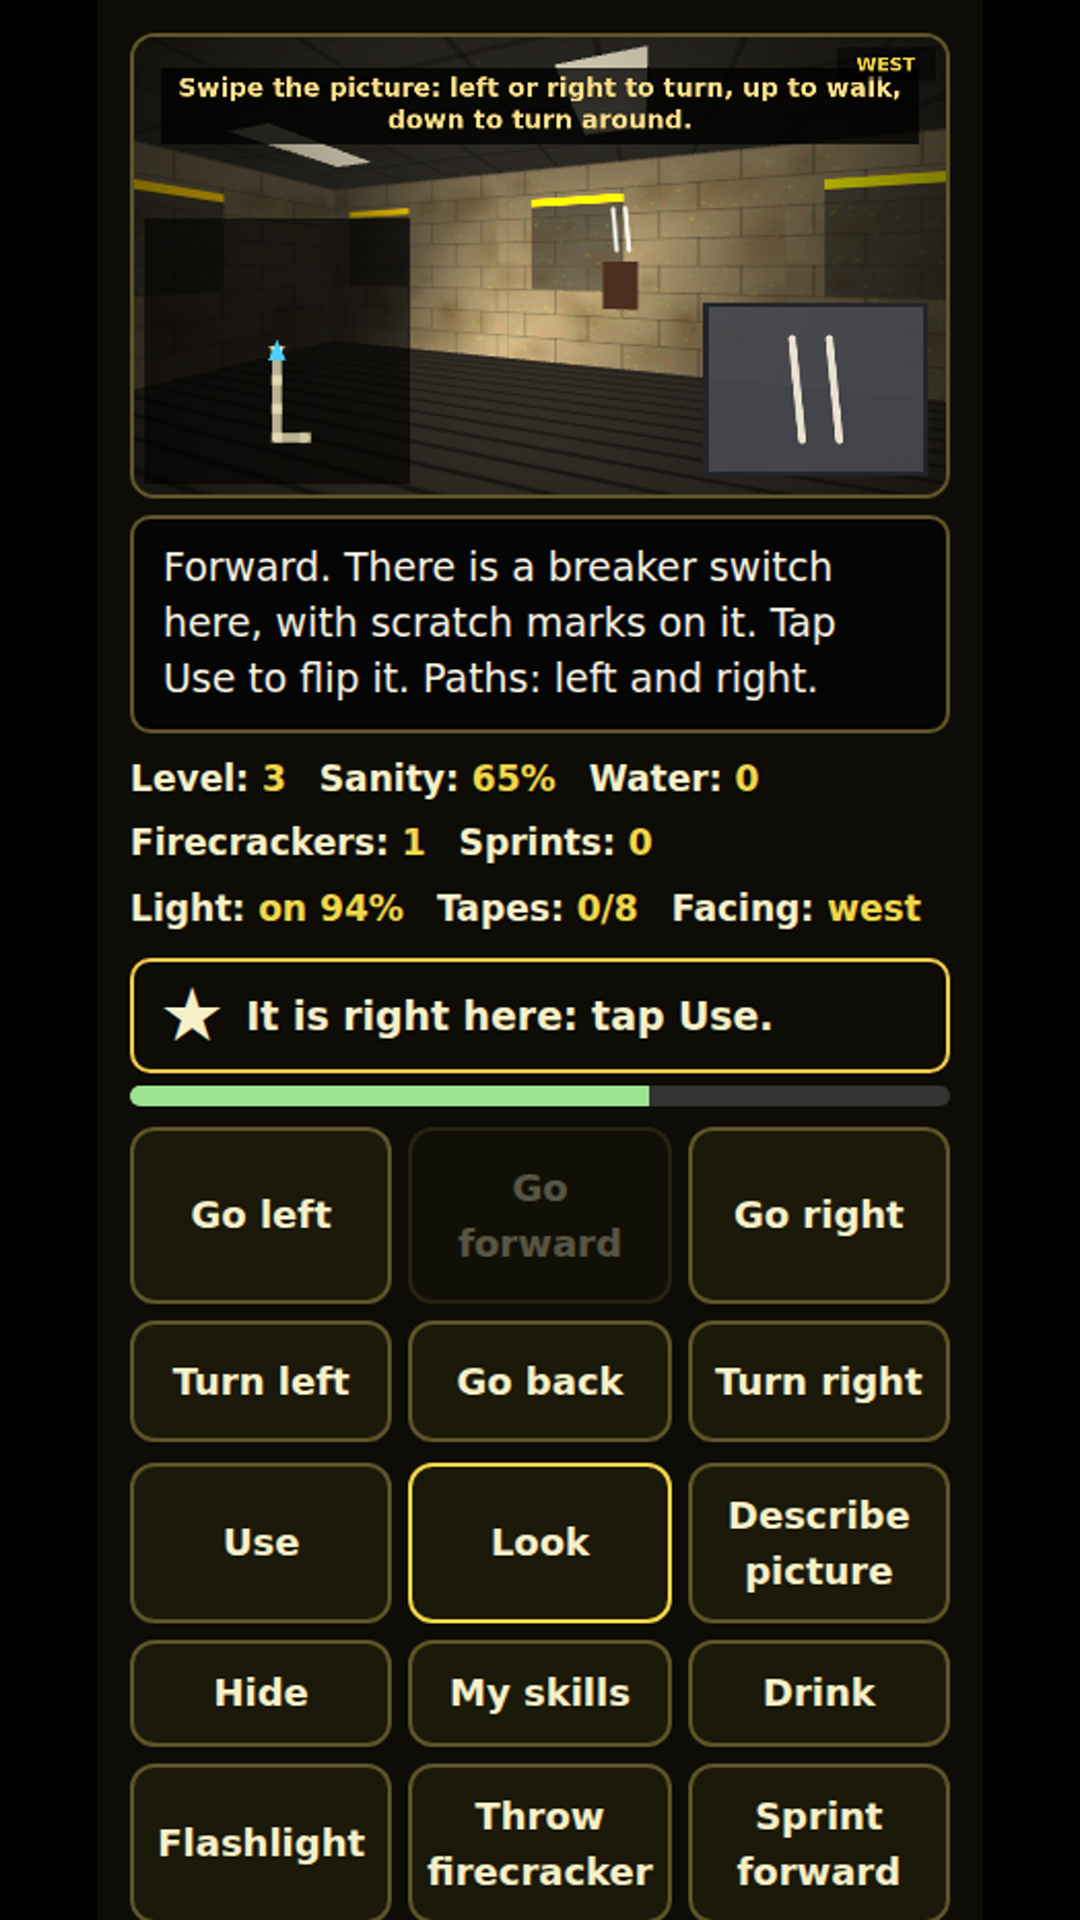 WEST
Swipe the picture: left or right to turn, up to walk,
down to turn around.
Forward. There is a breaker switch
here, with scratch marks on it. Tap
Use to flip it. Paths: left and right.
Level: 3 Sanity: 65% Water: 0
Firecrackers: 1 Sprints: 0
Light: on 94% Tapes: 0/8 Facing: west
★ It is right here: tap Use.
Go left
Go
forward
Go right
Turn left
Go back
Turn right
Use
Look
Describe
picture
Hide
My skills
Drink
Flashlight
Throw
firecracker
Sprint
forward